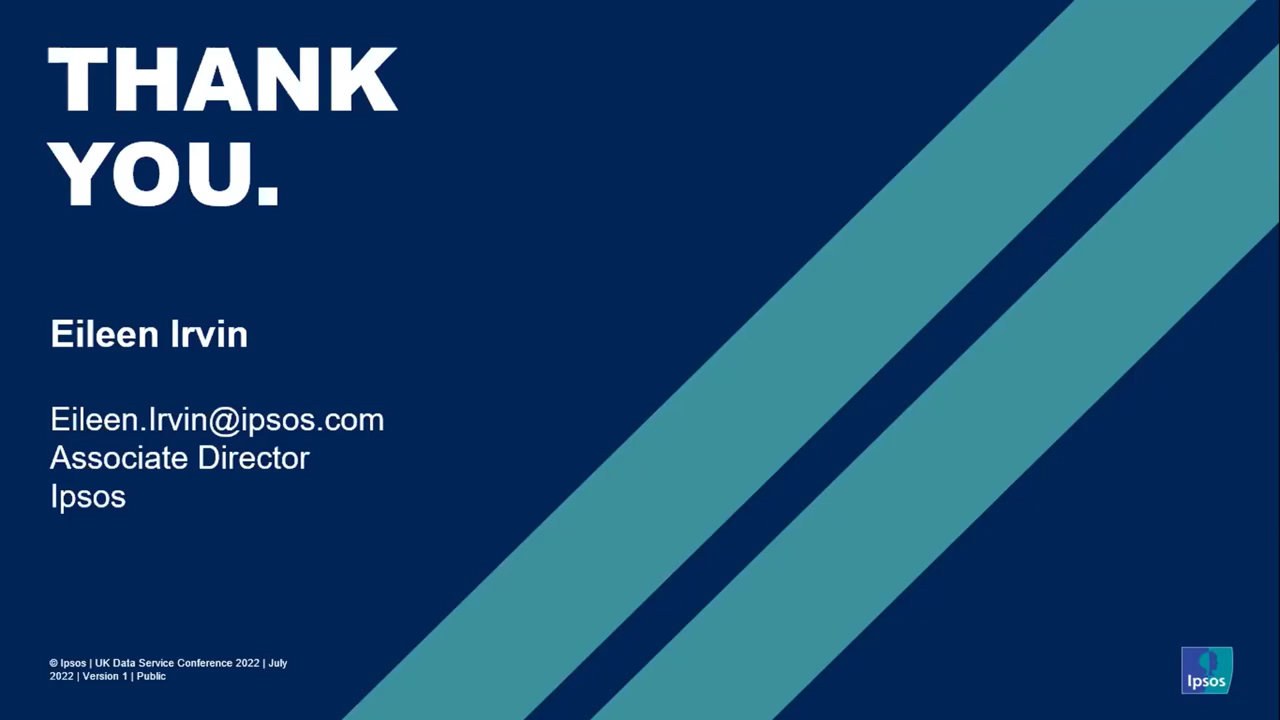 THANK
YOU.
Eileen Irvin
Eileen.Irvin@ipsos.com
Associate Director
Ipsos
© Ipsos | UK Data Service Conference 2022 | July
2022 | Version 1 | Public
Ipsos